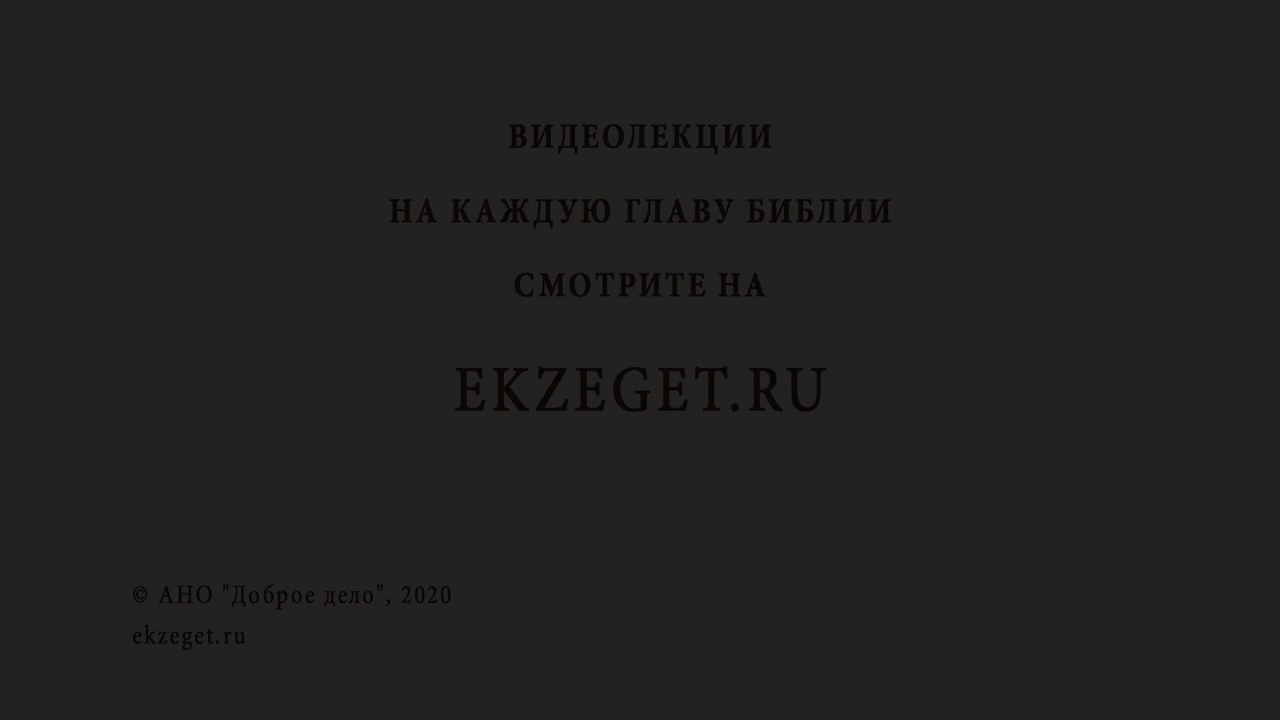 ВИДЕОЛЕКЦИИ
НА КАЖДУЮ ГЛАВУ БИБЛИИ
СМОТРИТЕ НА
EKZEGET.RU
© АНО "Доброе дело", 2020
ekzeget.ru